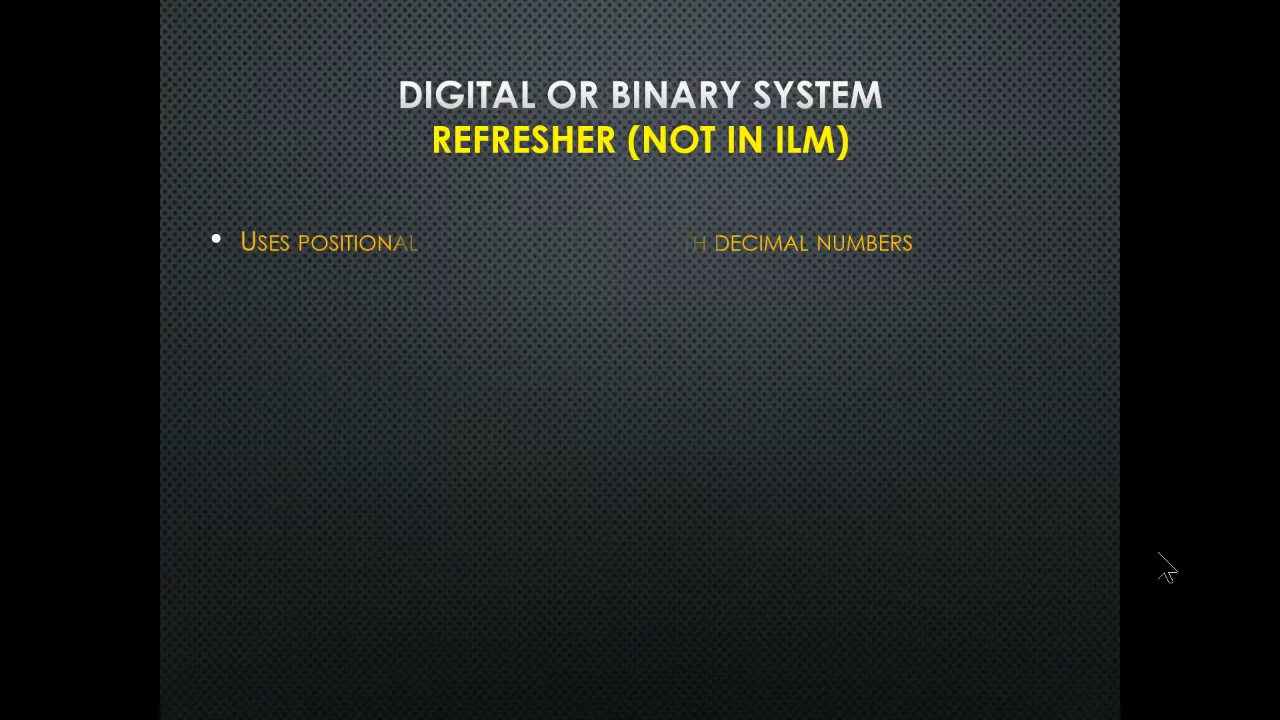 DIGITAL OR BINARY SYSTEM
REFRESHER (NOT IN ILM)
• USES POSITIONAL DECIMAL NUMBERS